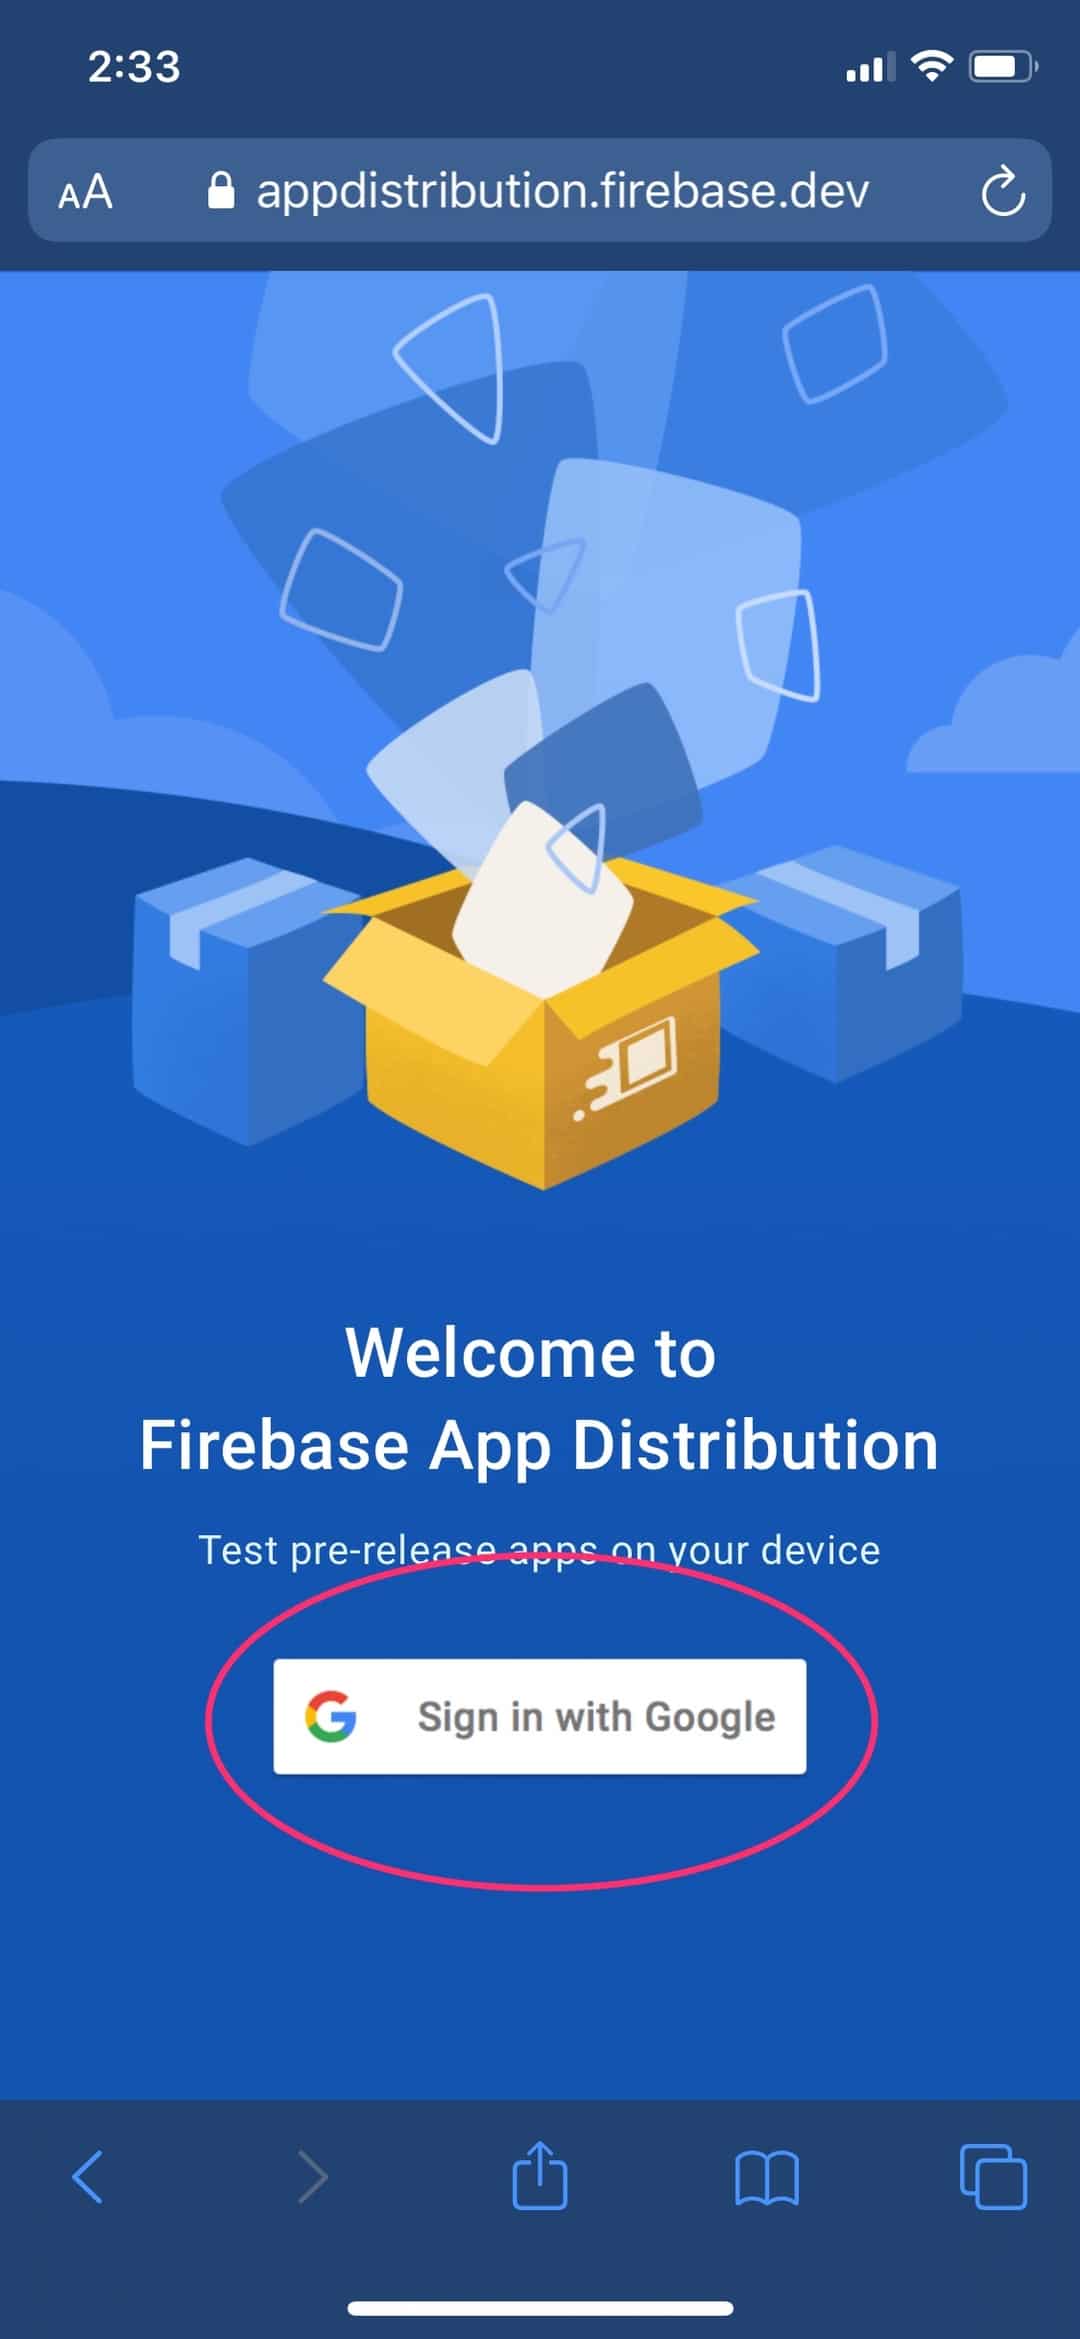 2:33
AA appdistribution.firebase.dev
Welcome to
Firebase App Distribution
Test pre-release apps on your device
Sign in with Google